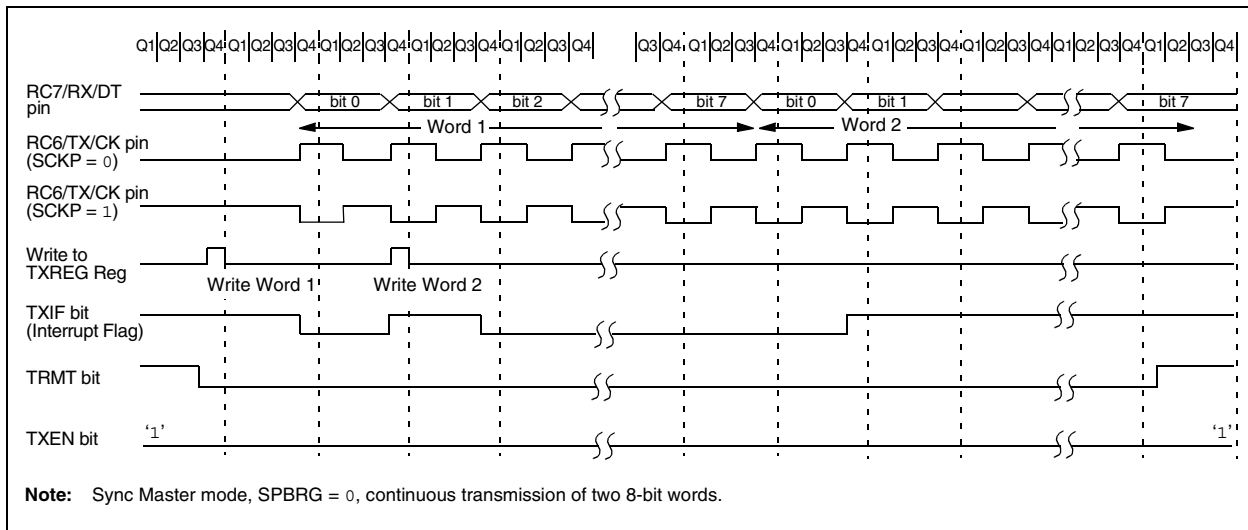 Q1 Q2 Q3 Q4 Q1 Q2 Q3 Q4 Q1 Q2 Q3 Q4 Q1 Q2 Q3 Q4 Q1 Q2 Q3 Q4 Q3 Q4 Q1 Q2 Q3 Q4 Q1 Q2 Q3 Q4 Q1 Q2 Q3 Q4 Q1 Q2 Q3 Q4 Q1 Q2 Q3 Q4 Q1 Q2 Q3 Q4
RC7/RX/DT
pin
bit 0 bit 1 bit 2 bit 7 bit 0 bit 1 bit 7
Word 1 Word 2
RC6/TX/CK pin
(SCKP = 0)
RC6/TX/CK pin
(SCKP = 1)
Write to
TXREG Reg
Write Word 1 Write Word 2
TXIF bit
(Interrupt Flag)
TRMT bit
TXEN bit
‘1’ ‘1’
Note: Sync Master mode, SPBRG = 0, continuous transmission of two 8-bit words.